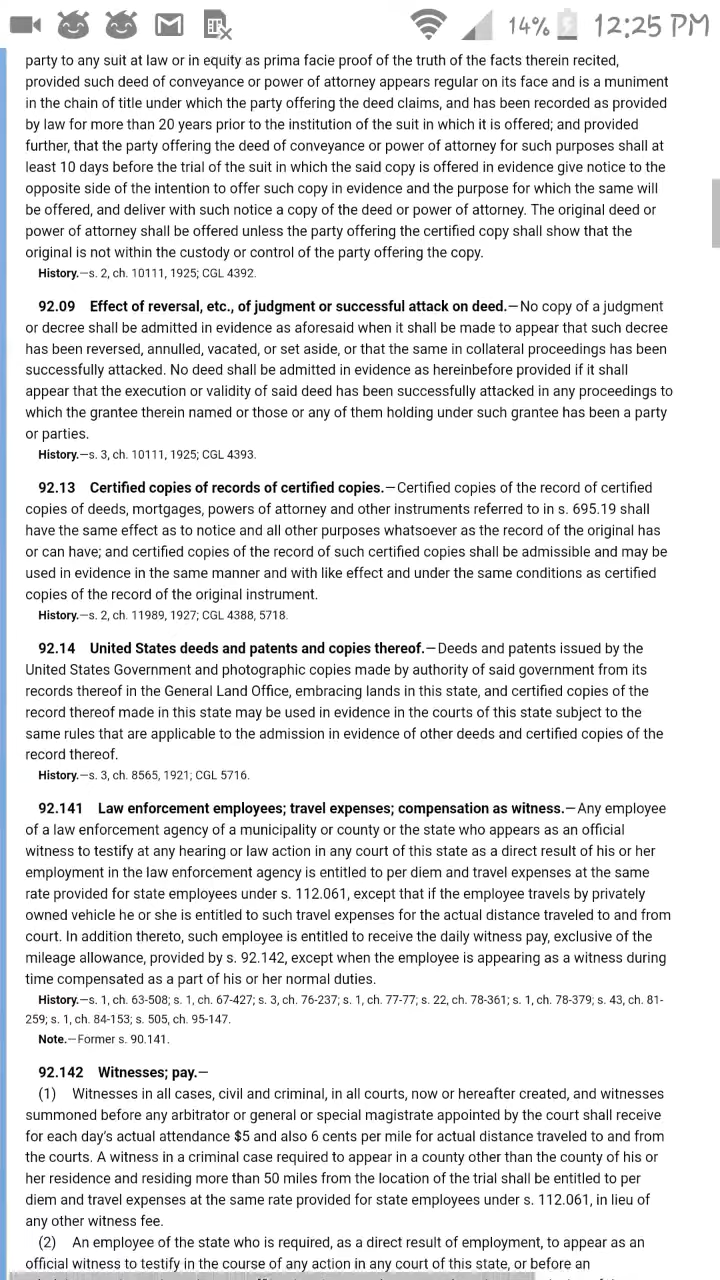 14% 12:25 PM
party to any suit at law or in equity as prima facie proof of the truth of the facts therein recited,
provided such deed of conveyance or power of attorney appears regular on its face and is a muniment
in the chain of title under which the party offering the deed claims, and has been recorded as provided
by law for more than 20 years prior to the institution of the suit in which it is offered; and provided
further, that the party offering the deed of conveyance or power of attorney for such purposes shall at
least 10 days before the trial of the suit in which the said copy is offered in evidence give notice to the
opposite side of the intention to offer such copy in evidence and the purpose for which the same will
be offered, and deliver with such notice a copy of the deed or power of attorney. The original deed or
power of attorney shall be offered unless the party offering the certified copy shall show that the
original is not within the custody or control of the party offering the copy.
History.—s. 2, ch. 10111, 1925; CGL 4392.
92.09 Effect of reversal, etc., of judgment or successful attack on deed.—No copy of a judgment
or decree shall be admitted in evidence as aforesaid when it shall be made to appear that such decree
has been reversed, annulled, vacated, or set aside, or that the same in collateral proceedings has been
successfully attacked. No deed shall be admitted in evidence as hereinbefore provided if it shall
appear that the execution or validity of said deed has been successfully attacked in any proceedings to
which the grantee therein named or those or any of them holding under such grantee has been a party
or parties.
History.—s. 3, ch. 10111, 1925; CGL 4393.
92.13 Certified copies of records of certified copies.—Certified copies of the record of certified
copies of deeds, mortgages, powers of attorney and other instruments referred to in s. 695.19 shall
have the same effect as to notice and all other purposes whatsoever as the record of the original has
or can have; and certified copies of the record of such certified copies shall be admissible and may be
used in evidence in the same manner and with like effect and under the same conditions as certified
copies of the record of the original instrument.
History.—s. 2, ch. 11989, 1927; CGL 4388, 5718.
92.14 United States deeds and patents and copies thereof.—Deeds and patents issued by the
United States Government and photographic copies made by authority of said government from its
records thereof in the General Land Office, embracing lands in this state, and certified copies of the
record thereof made in this state may be used in evidence in the courts of this state subject to the
same rules that are applicable to the admission in evidence of other deeds and certified copies of the
record thereof.
History.—s. 3, ch. 8565, 1921; CGL 5716.
92.141 Law enforcement employees; travel expenses; compensation as witness.—Any employee
of a law enforcement agency of a municipality or county or the state who appears as an official
witness to testify at any hearing or law action in any court of this state as a direct result of his or her
employment in the law enforcement agency is entitled to per diem and travel expenses at the same
rate provided for state employees under s. 112.061, except that if the employee travels by privately
owned vehicle he or she is entitled to such travel expenses for the actual distance traveled to and from
court. In addition thereto, such employee is entitled to receive the daily witness pay, exclusive of the
mileage allowance, provided by s. 92.142, except when the employee is appearing as a witness during
time compensated as a part of his or her normal duties.
History.—s. 1, ch. 63-508; s. 1, ch. 67-427; s. 3, ch. 76-237; s. 1, ch. 77-77; s. 22, ch. 78-361; s. 1, ch. 78-379; s. 43, ch. 81-
259; s. 1, ch. 84-153; s. 505, ch. 95-147.
Note.—Former s. 90.141.
92.142 Witnesses; pay.—
(1) Witnesses in all cases, civil and criminal, in all courts, now or hereafter created, and witnesses
summoned before any arbitrator or general or special magistrate appointed by the court shall receive
for each day's actual attendance $5 and also 6 cents per mile for actual distance traveled to and from
the courts. A witness in a criminal case required to appear in a county other than the county of his or
her residence and residing more than 50 miles from the location of the trial shall be entitled to per
diem and travel expenses at the same rate provided for state employees under s. 112.061, in lieu of
any other witness fee.
(2) An employee of the state who is required, as a direct result of employment, to appear as an
official witness to testify in the course of any action in any court of this state, or before an